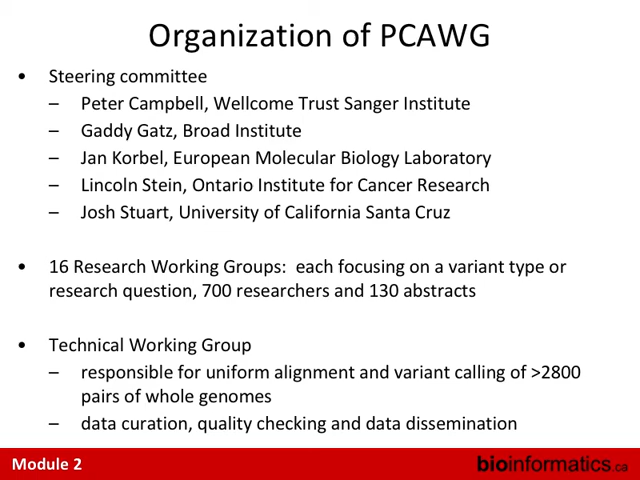 Organization of PCAWG
• Steering committee
– Peter Campbell, Wellcome Trust Sanger Institute
– Gaddy Gatz, Broad Institute
– Jan Korbel, European Molecular Biology Laboratory
– Lincoln Stein, Ontario Institute for Cancer Research
– Josh Stuart, University of California Santa Cruz
• 16 Research Working Groups: each focusing on a variant type or
research question, 700 researchers and 130 abstracts
• Technical Working Group
– responsible for uniform alignment and variant calling of >2800
pairs of whole genomes
– data curation, quality checking and data dissemination
Module 2
bioinformatics.ca